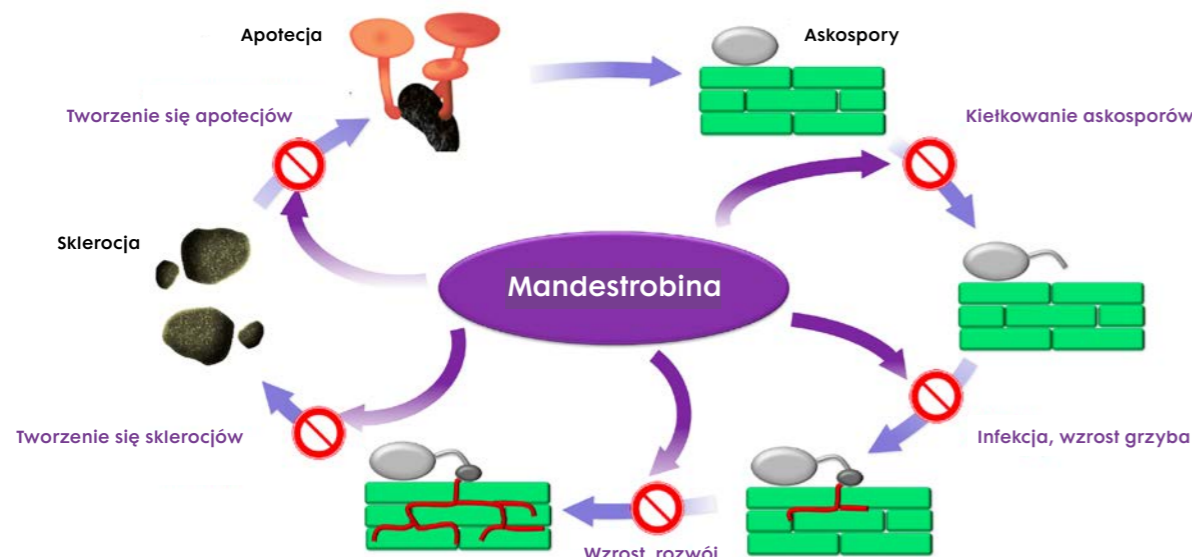 Apotecja
Askospory
Tworzenie się apotecjów
Kiełkowanie askosporów
Sklerocja
Mandestrobina
Tworzenie się sklerocjów
Infekcja, wzrost grzyba
Wzrost, rozwój